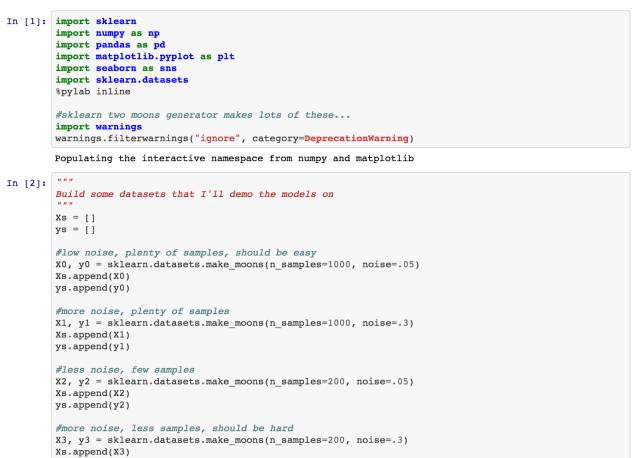 In [1]: import sklearn
import numpy as np
import pandas as pd
import matplotlib.pyplot as plt
import seaborn as sns
import sklearn.datasets
%pylab inline
#sklearn two moons generator makes lots of these...
import warnings
warnings.filterwarnings("ignore", category=DeprecationWarning)
Populating the interactive namespace from numpy and matplotlib
In [2]: """
Build some datasets that I'll demo the models on
"""
Xs = []
ys = []
#low noise, plenty of samples, should be easy
X0, y0 = sklearn.datasets.make_moons(n_samples=1000, noise=.05)
Xs.append(X0)
ys.append(y0)
#more noise, plenty of samples
X1, y1 = sklearn.datasets.make_moons(n_samples=1000, noise=.3)
Xs.append(X1)
ys.append(y1)
#less noise, few samples
X2, y2 = sklearn.datasets.make_moons(n_samples=200, noise=.05)
Xs.append(X2)
ys.append(y2)
#more noise, less samples, should be hard
X3, y3 = sklearn.datasets.make_moons(n_samples=200, noise=.3)
Xs.append(X3)